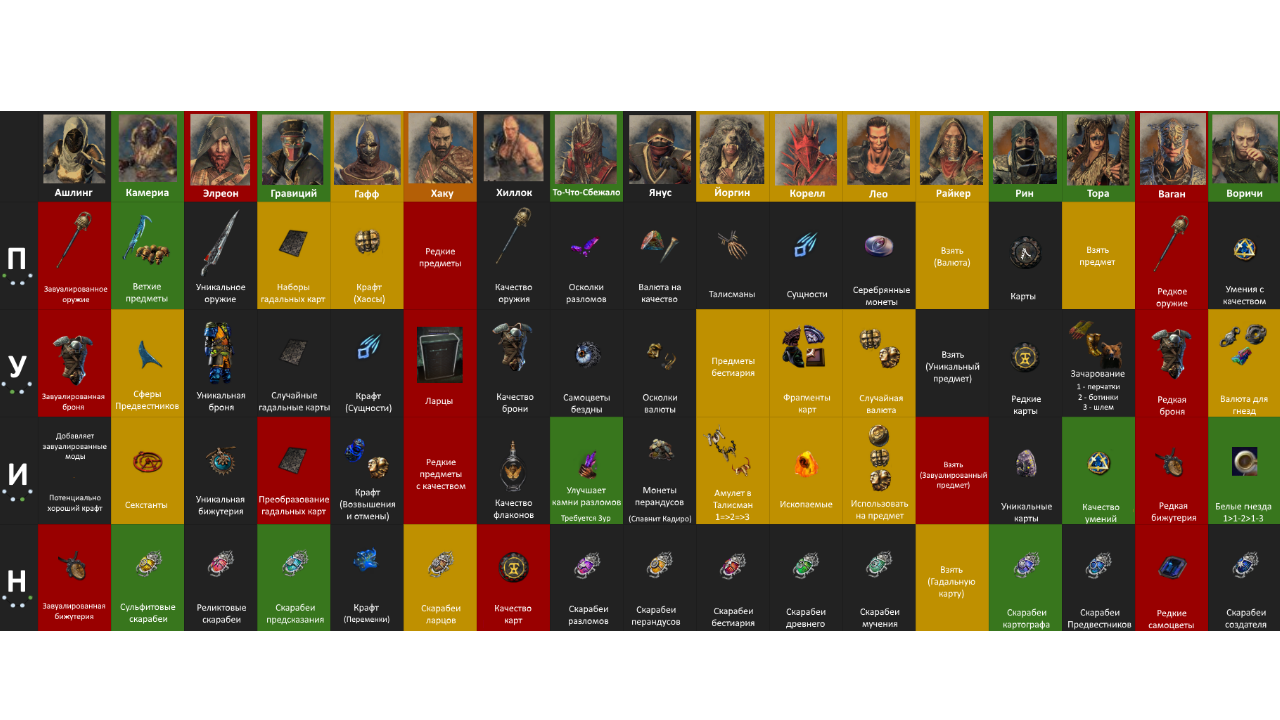 Ашлинг
Камериа
Элреон
Гравиций
Гафф
Хаку
Хиллок
То-Что-Сбежало
Янус
Йоргин
Корелл
Лео
Райкер
Рин
Тора
Ваган
Воричи
П
Завуалированное
оружие
Ветхие
предметы
Уникальное
оружие
Наборы
гадальных карт
Крафт
(Хаосы)
Редкие
предметы
Качество
оружия
Осколки
разломов
Валюта на
качество
Талисманы
Сущности
Серебрянные
монеты
Взять
(Валюта)
Карты
Взять
предмет
Редкое
оружие
Умения с
качеством
У
Завуалированная
броня
Сферы
Предвестников
Уникальная
броня
Случайные
гадальные карты
Крафт
(Сущности)
Ларцы
Качество
брони
Самоцветы
бездны
Осколки
валюты
Предметы
бестиария
Фрагменты
карт
Случайная
валюта
Взять
(Уникальный
предмет)
Редкие
карты
Зачарование
1 - перчатки
2 - ботинки
3 - шлем
Редкая
броня
Валюта для
гнезд
И
Добавляет
завуалированные
моды
Потенциально
хороший крафт
Секстанты
Уникальная
бижутерия
Преобразование
гадальных карт
Крафт
(Возвышения
и отмены)
Редкие
предметы
с качеством
Качество
флаконов
Улучшает
камни разломов
Требуется Зур
Монеты
перандусов
(Спавнит Кадиро)
Амулет в
Талисман
1=>2=>3
Ископаемые
Использовать
на предмет
Взять
(Завуалированный
предмет)
Уникальные
карты
Качество
умений
Редкая
бижутерия
Белые гнезда
1>1-2>1-3
Н
Завуалированная
бижутерия
Сульфитовые
скарабеи
Реликтовые
скарабеи
Скарабеи
предсказания
Крафт
(Переменки)
Скарабеи
ларцов
Качество
карт
Скарабеи
разломов
Скарабеи
перандусов
Скарабеи
бестиария
Скарабеи
древнего
Скарабеи
мучения
Взять
(Гадальную
карту)
Скарабеи
картографа
Скарабеи
Предвестников
Редкие
самоцветы
Скарабеи
создателя